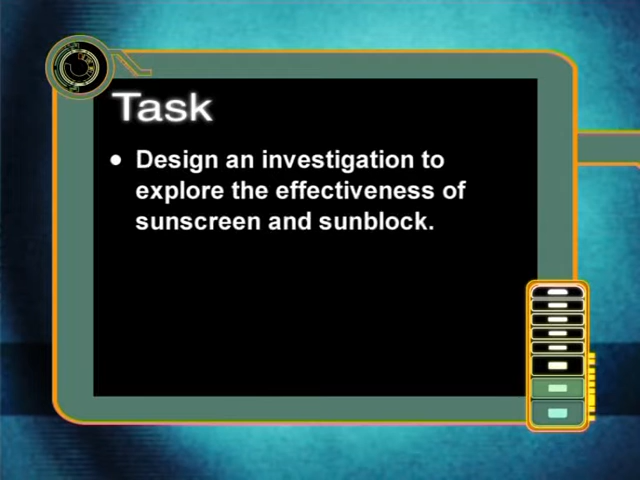 Task
• Design an investigation to
explore the effectiveness of
sunscreen and sunblock.